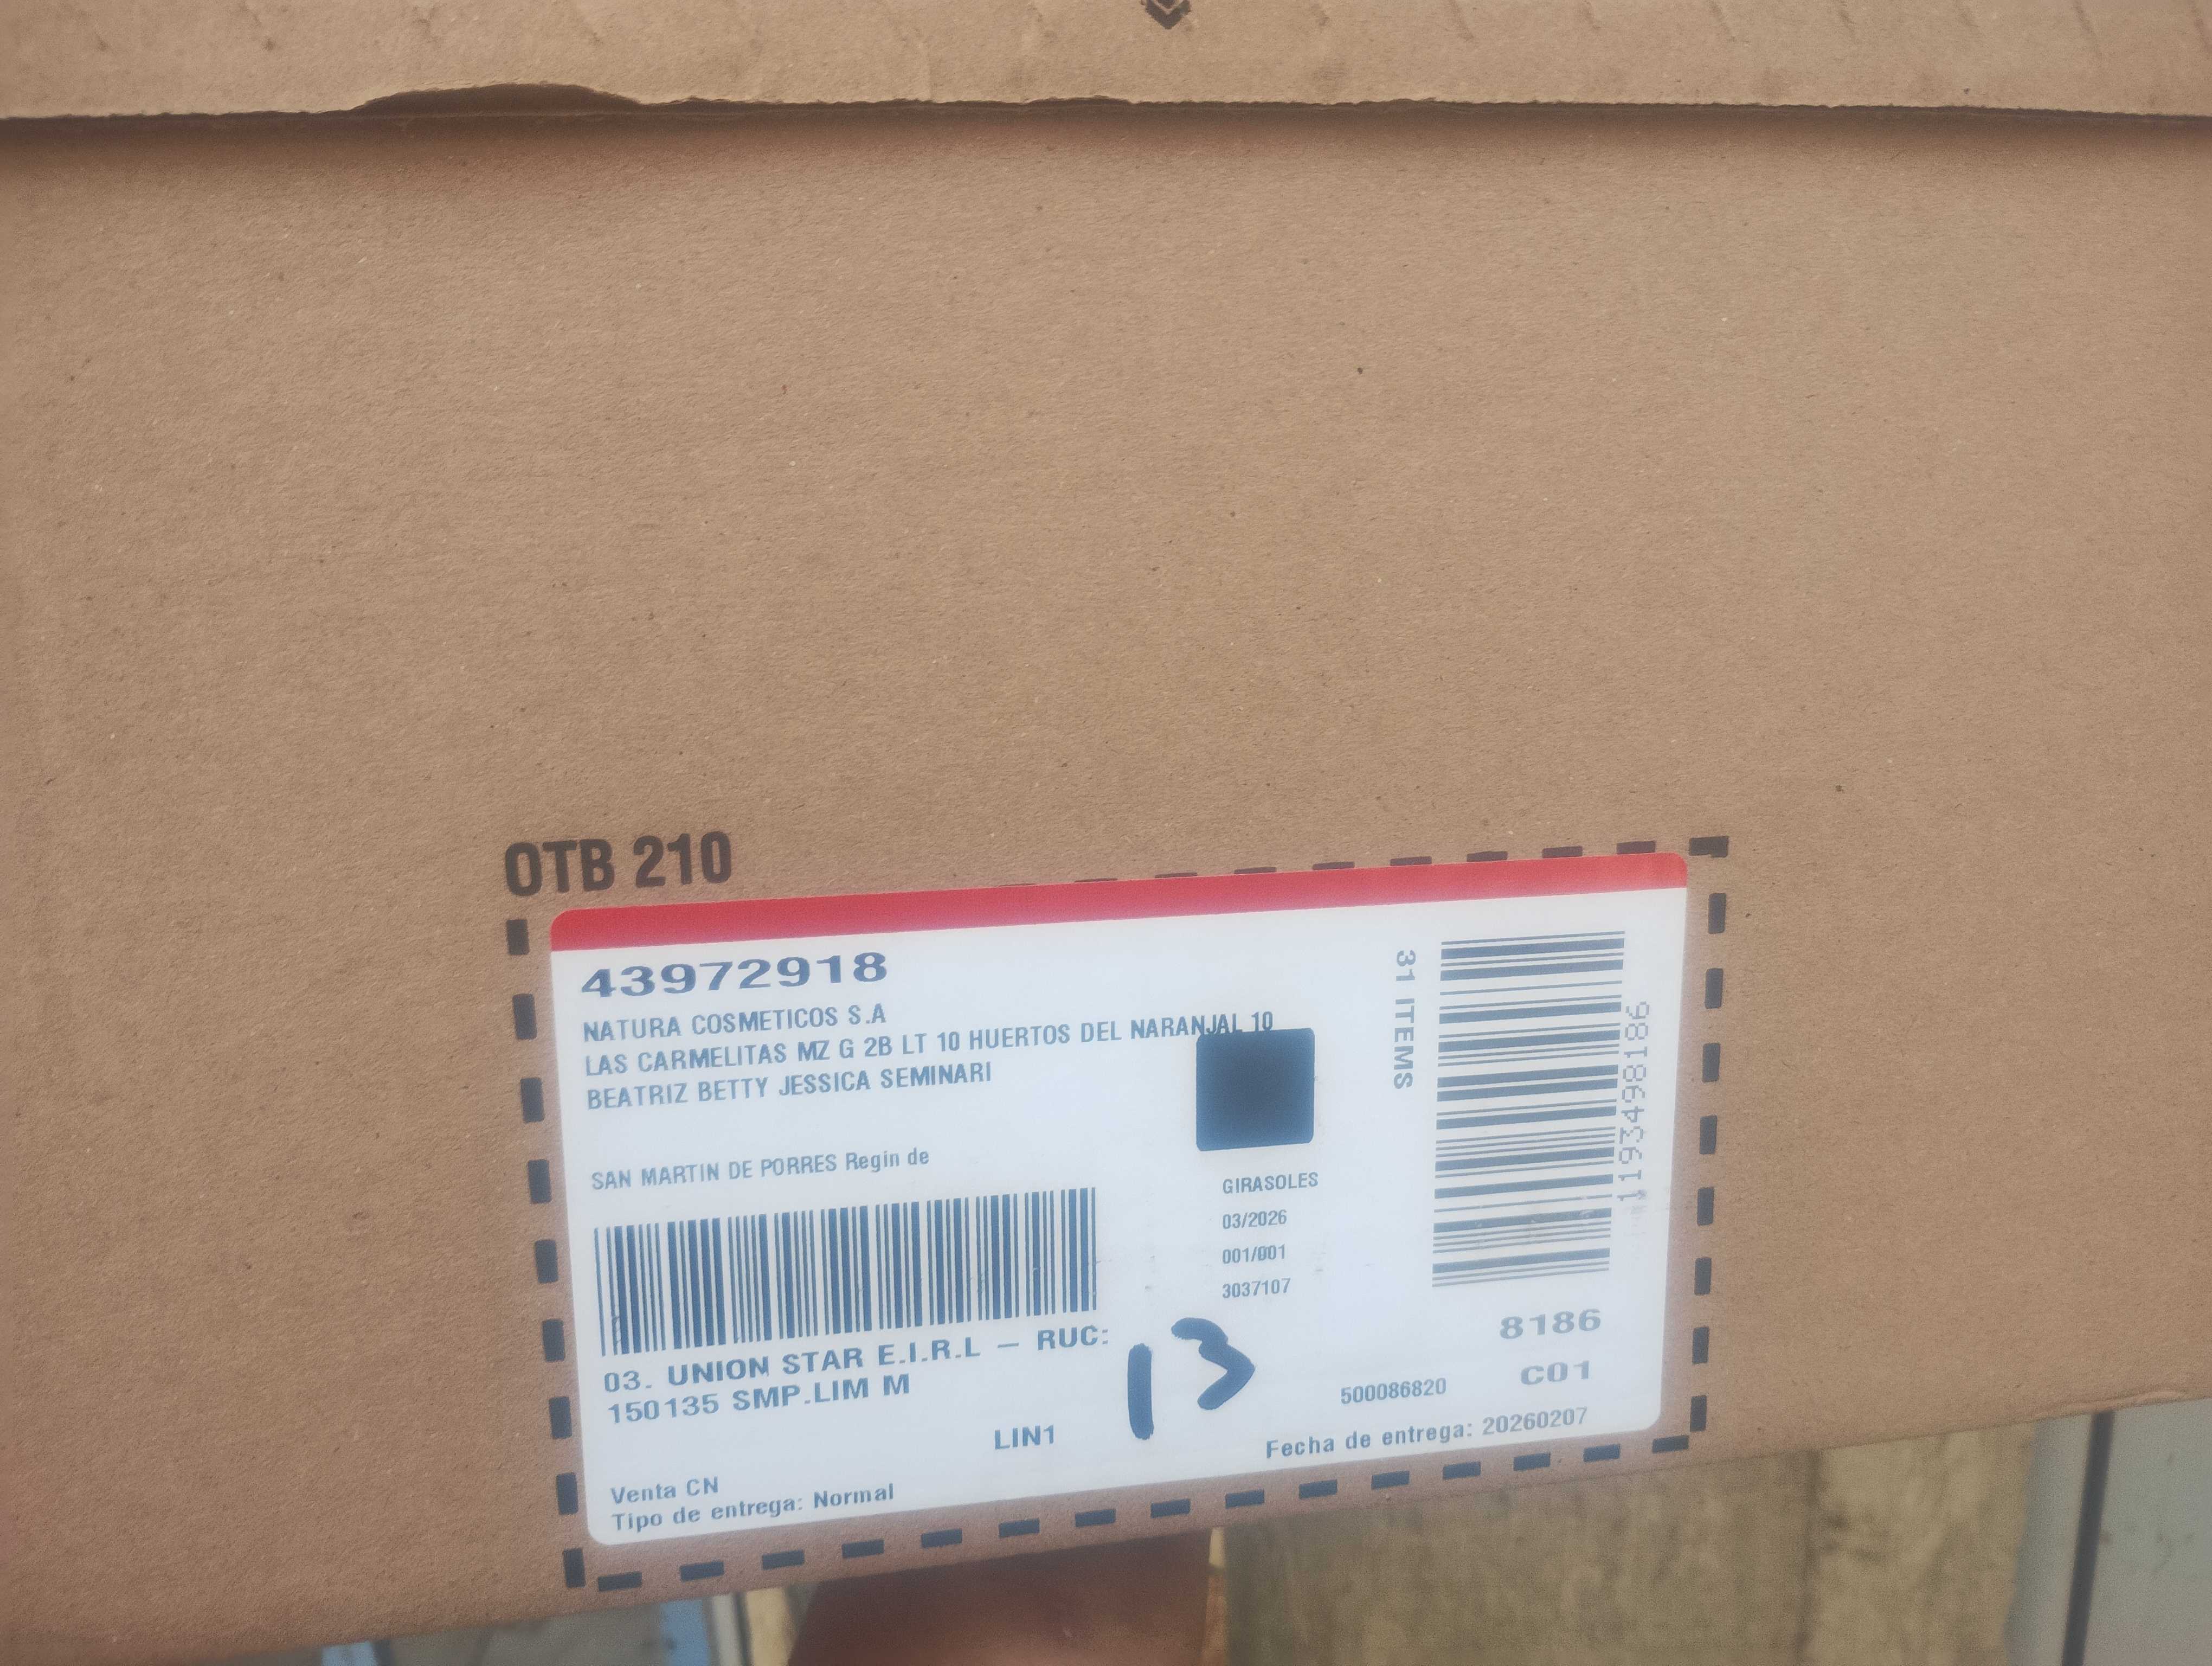 OTB 210
43972918
NATURA COSMETICOS S.A
LAS CARMELITAS MZ G 2B LT 10 HUERTOS DEL NARANJAL 10
BEATRIZ BETTY JESSICA SEMINARI
SAN MARTIN DE PORRES Regin de
31 ITEMS
1193498186
GIRASOLES
03/2026
001/001
3037107
03. UNION STAR E.I.R.L – RUC:
150135 SMP.LIM M
13
8186
C01
500086820
LIN1
Fecha de entrega: 20260207
Venta CN
Tipo de entrega: Normal